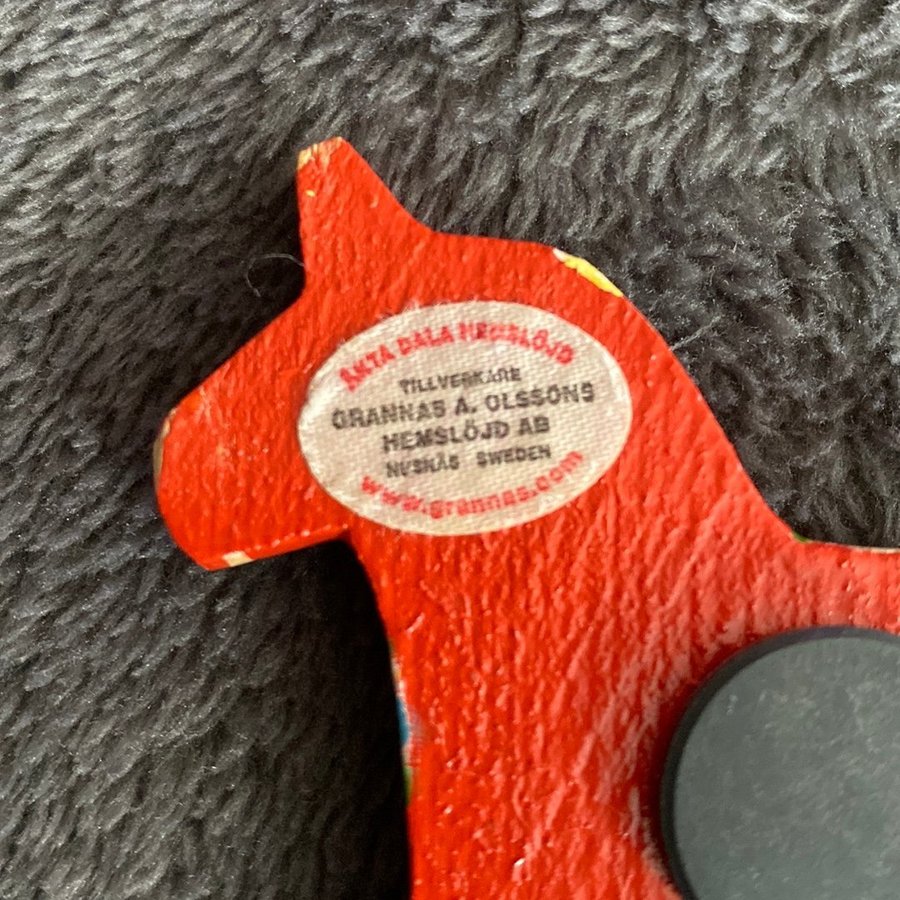 ÄKTA DALA HEMSLÖJD
TILLVERKARE
GRANNAS A. OLSSONS
HEMSLÖJD AB
NUSNÄS SWEDEN
www.grannas.com